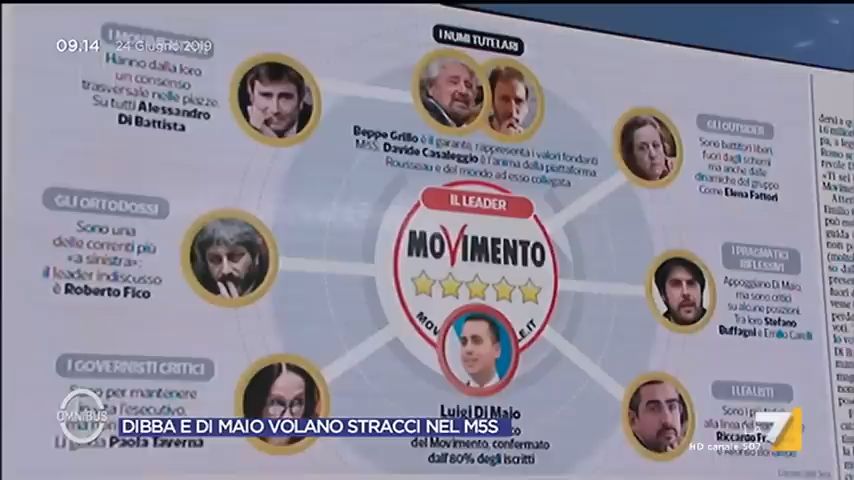 09.14
24 Giugno 2019
I NUMI TUTELARI
Hanno dalla loro
un consenso
trasversale nelle piazze.
Su tutti Alessandro
Di Battista
Beppe Grillo è il garante, rappresenta i valori fondanti
M5S. Davide Casaleggio è l'anima della piattaforma
Rousseau e del mondo ad esso collegata
GLI OUTSIDER
Sono battitori liberi,
fuori dagli schemi
ma anche dalle
dinamiche del gruppo
Come Elena Fattori
GLI ORTODOSSI
Sono una
delle correnti più
«a sinistra»:
il leader indiscusso
è Roberto Fico
IL LEADER
MOVIMENTO
E.IT
I PRAGMATICI
RIFLESSIVI
Appoggiano Di Maio,
ma sono critici
su alcune posizioni.
Tra loro Stefano
Buffagni e Emilio Carelli
I GOVERNISTI CRITICI
per mantenere
l'esecutivo,
Paola Taverna
Luigi Di Maio
del Movimento, confermato
dall'80% degli iscritti
I LEALISTI
Sono i
alla linea del
Riccardo
OMNIBUS
DIBBA E DI MAIO VOLANO STRACCI NEL M5S
LA 7
HD canale 507